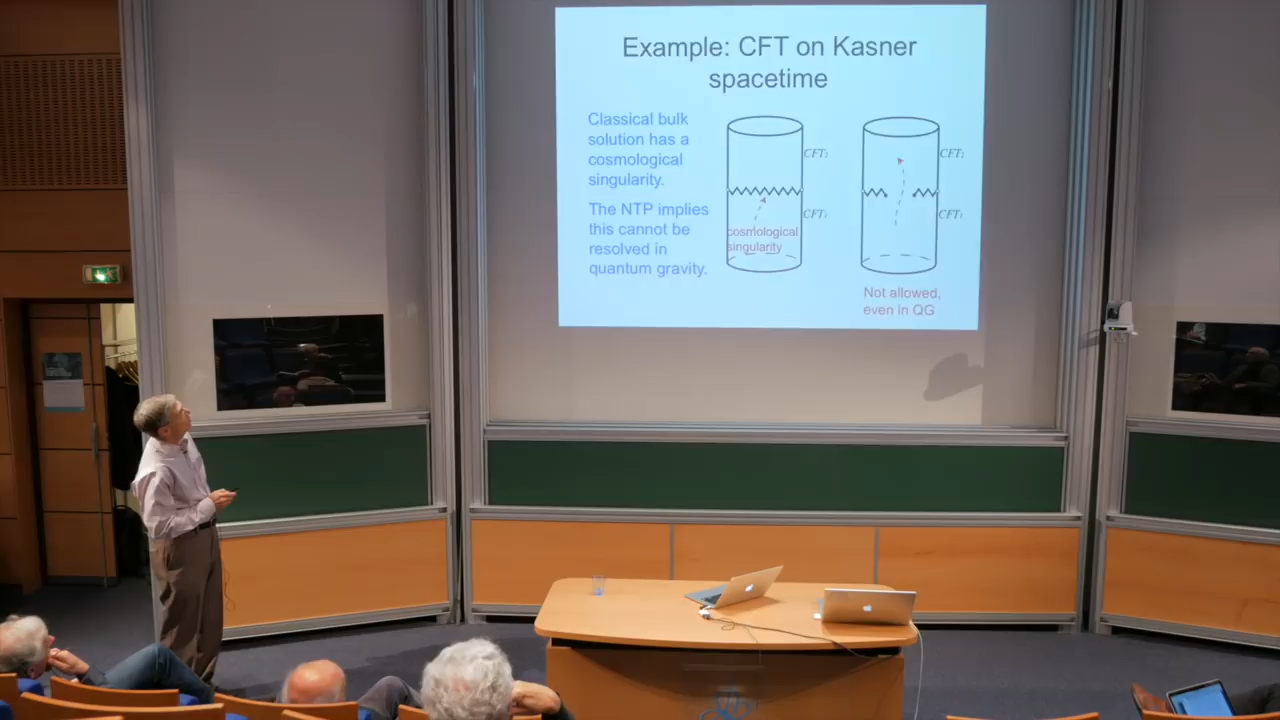 Example: CFT on Kasner
spacetime
Classical bulk
solution has a
cosmological
singularity.
The NTP implies
this cannot be
resolved in
quantum gravity.
CFT₂
CFT₁
cosmological
singularity
CFT₂
CFT₁
Not allowed,
even in QG